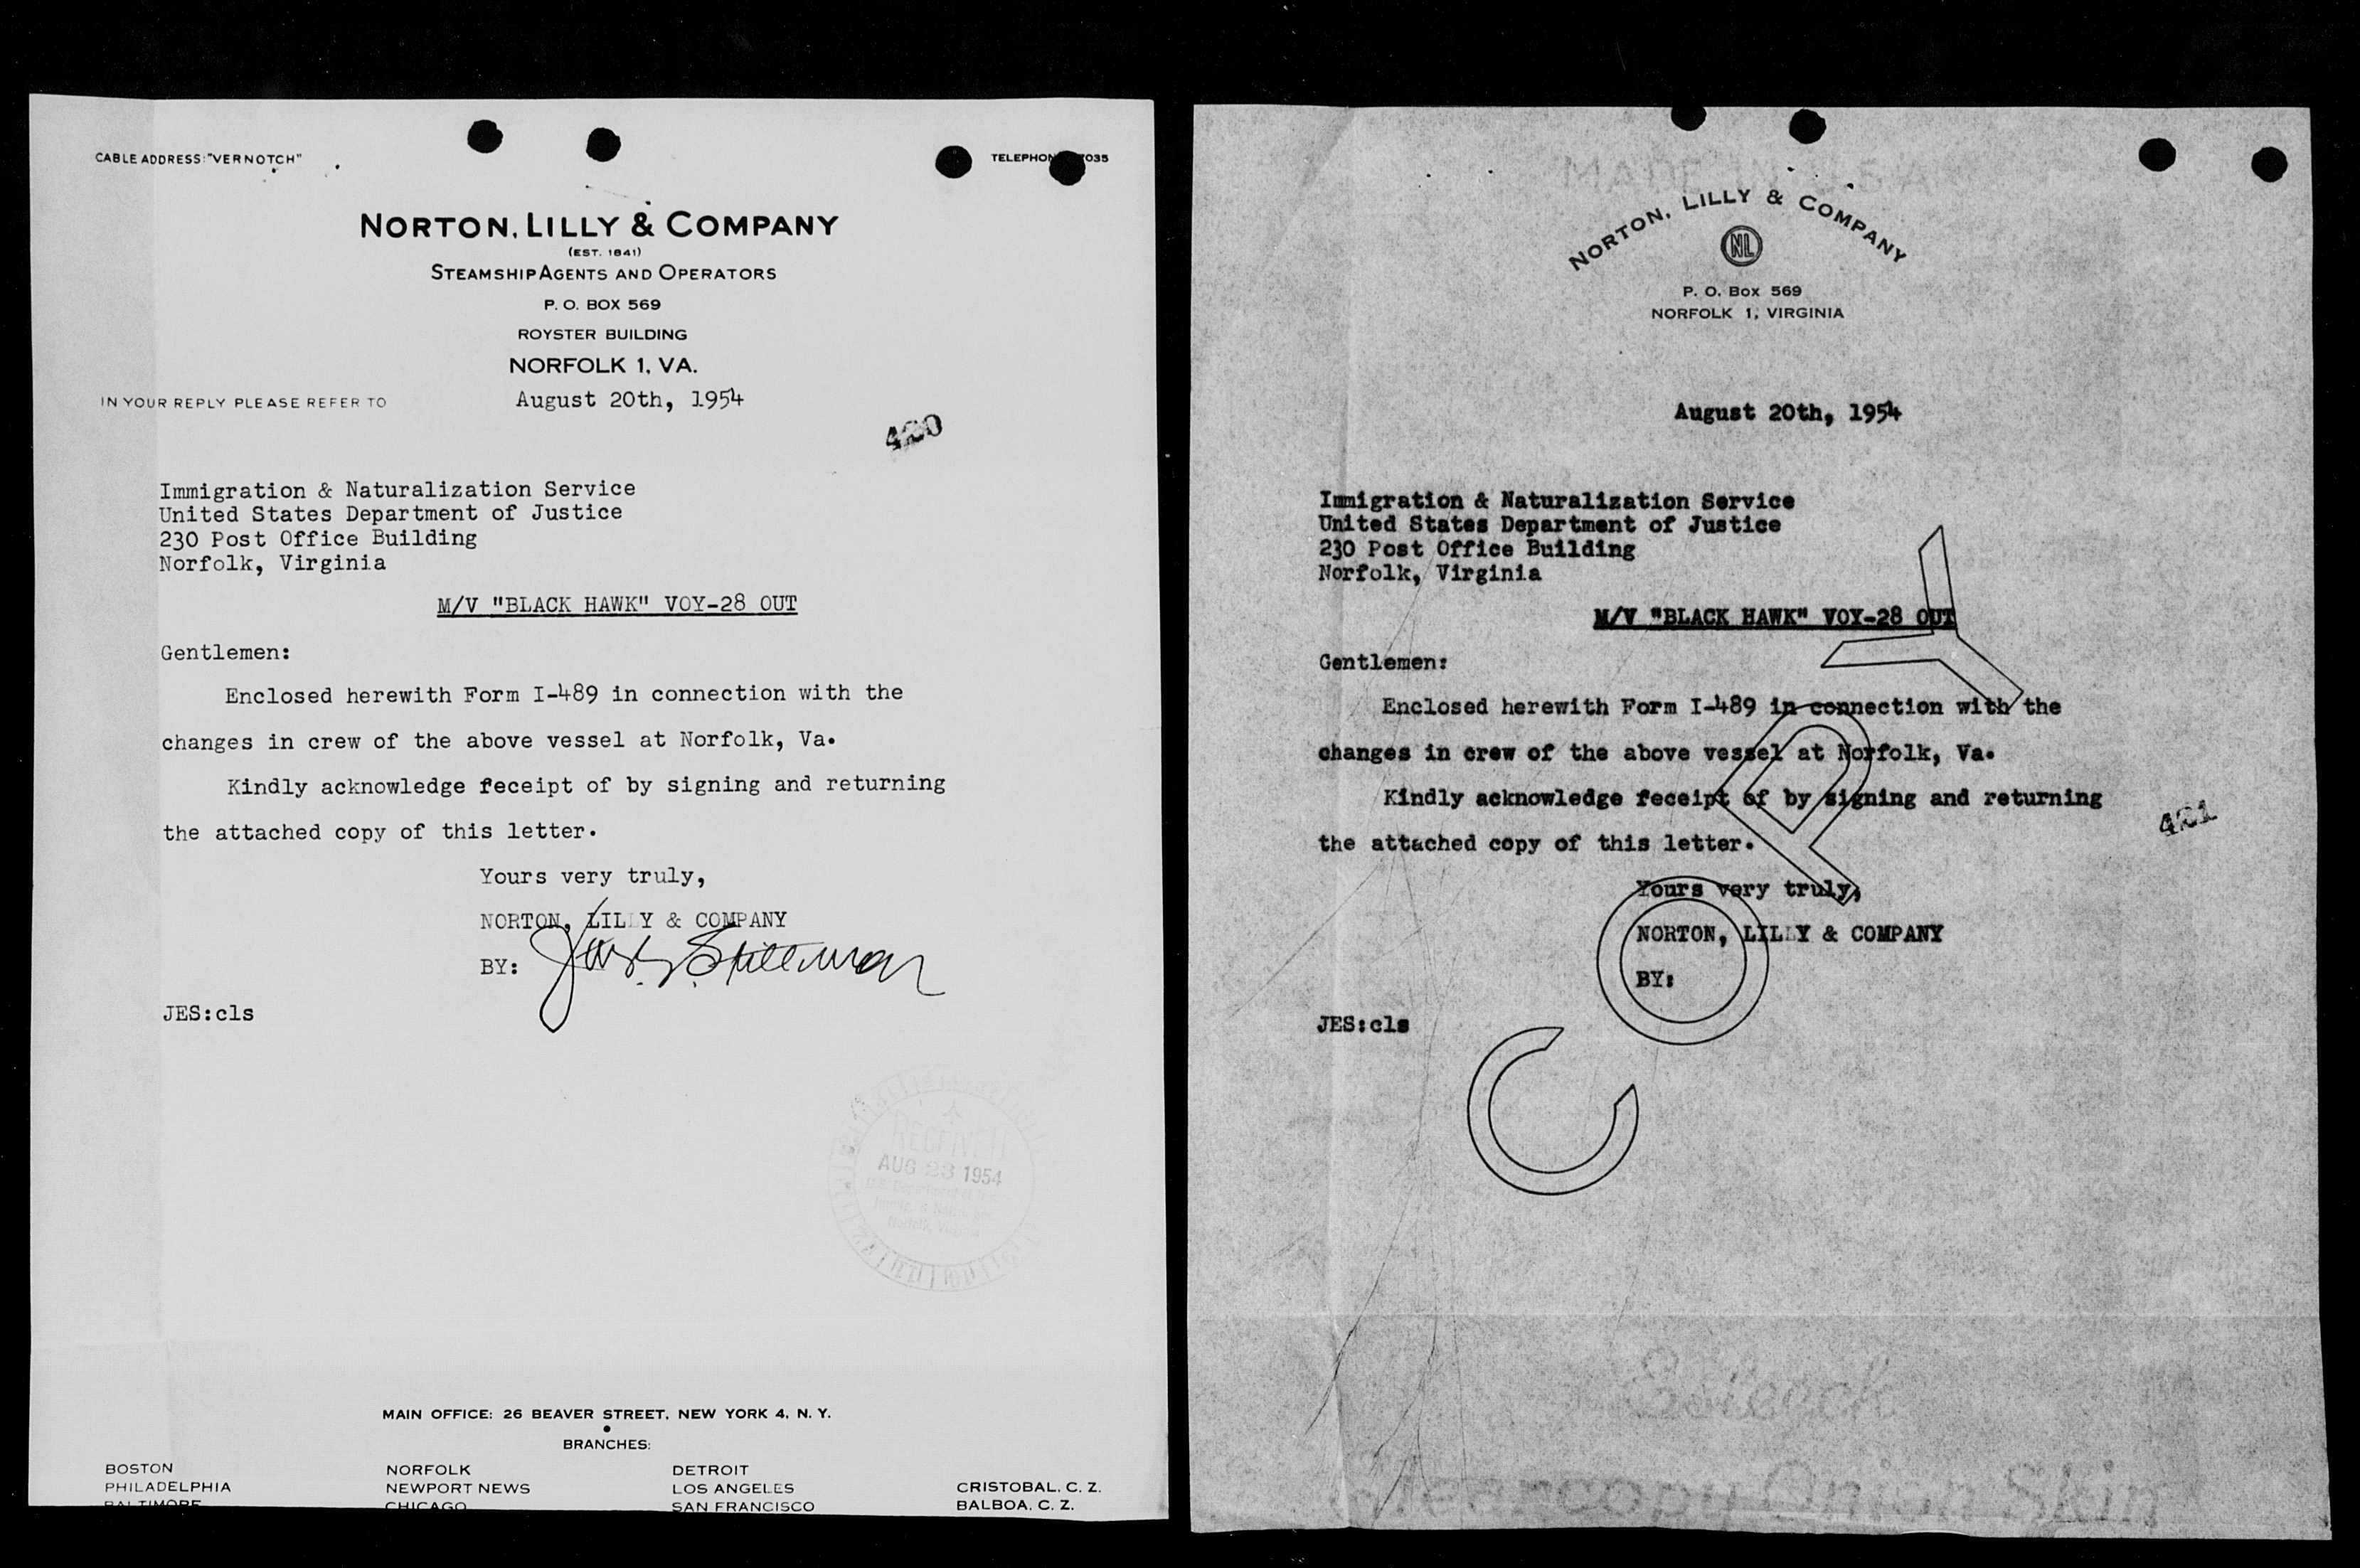 CABLE ADDRESS: "VERNOTCH"
NORTON, LILLY & COMPANY
(EST. 1841)
STEAMSHIP AGENTS AND OPERATORS
P. O. BOX 569
ROYSTER BUILDING
NORFOLK 1, VA.
IN YOUR REPLY PLEASE REFER TO
August 20th, 1954
420
Immigration & Naturalization Service
United States Department of Justice
230 Post Office Building
Norfolk, Virginia
M/V "BLACK HAWK" VOY-28 OUT
Gentlemen:
Enclosed herewith Form I-489 in connection with the
changes in crew of the above vessel at Norfolk, Va.
Kindly acknowledge receipt of by signing and returning
the attached copy of this letter.
Yours very truly,
NORTON, LILLY & COMPANY
BY:
JES:cls
RECEIVED
AUG 23 1954
MAIN OFFICE: 26 BEAVER STREET, NEW YORK 4, N. Y.
BRANCHES:
BOSTON NORFOLK DETROIT
PHILADELPHIA NEWPORT NEWS LOS ANGELES CRISTOBAL, C. Z.
BALTIMORE CHICAGO SAN FRANCISCO BALBOA, C. Z.
NORTON, LILLY & COMPANY
NL
P. O. Box 569
NORFOLK 1, VIRGINIA
August 20th, 1954
Immigration & Naturalization Service
United States Department of Justice
230 Post Office Building
Norfolk, Virginia
M/V "BLACK HAWK" VOY-28 OUT
Gentlemen:
Enclosed herewith Form I-489 in connection with the
changes in crew of the above vessel at Norfolk, Va.
Kindly acknowledge receipt of by signing and returning
the attached copy of this letter.
421
Yours very truly,
NORTON, LILLY & COMPANY
BY:
JES:cls
COPY
Onion Skin